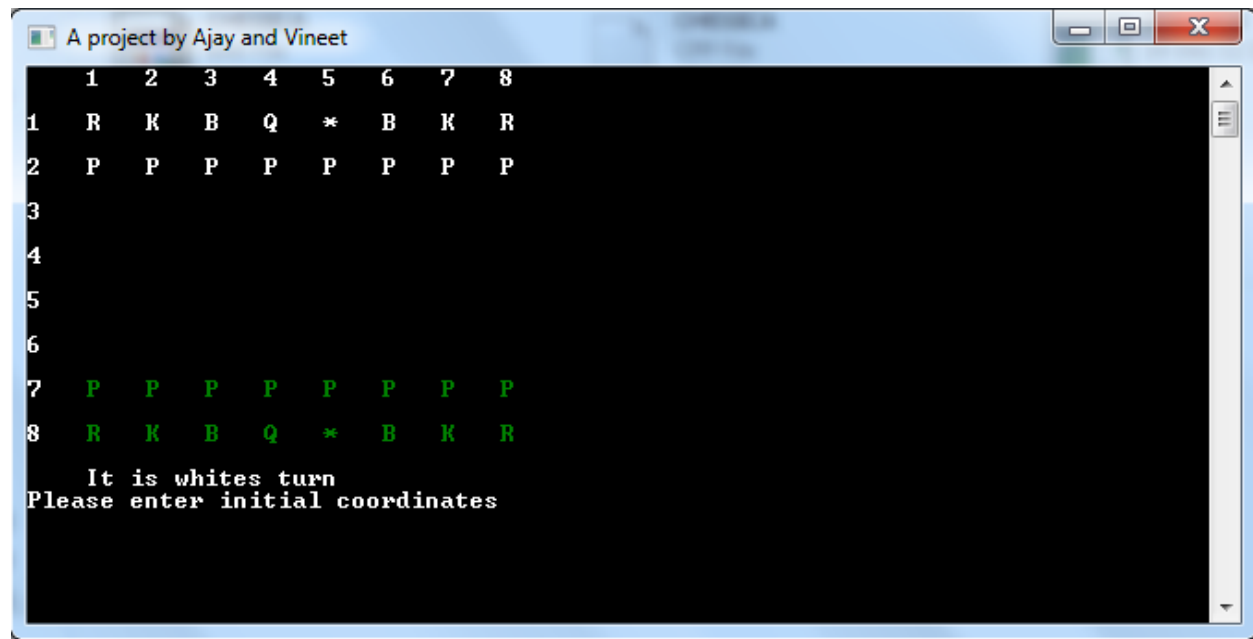 A project by Ajay and Vineet
1 2 3 4 5 6 7 8
1 R K B Q * B K R
2 P P P P P P P P
3
4
5
6
7 P P P P P P P P
8 R K B Q * B K R
It is whites turn
Please enter initial coordinates